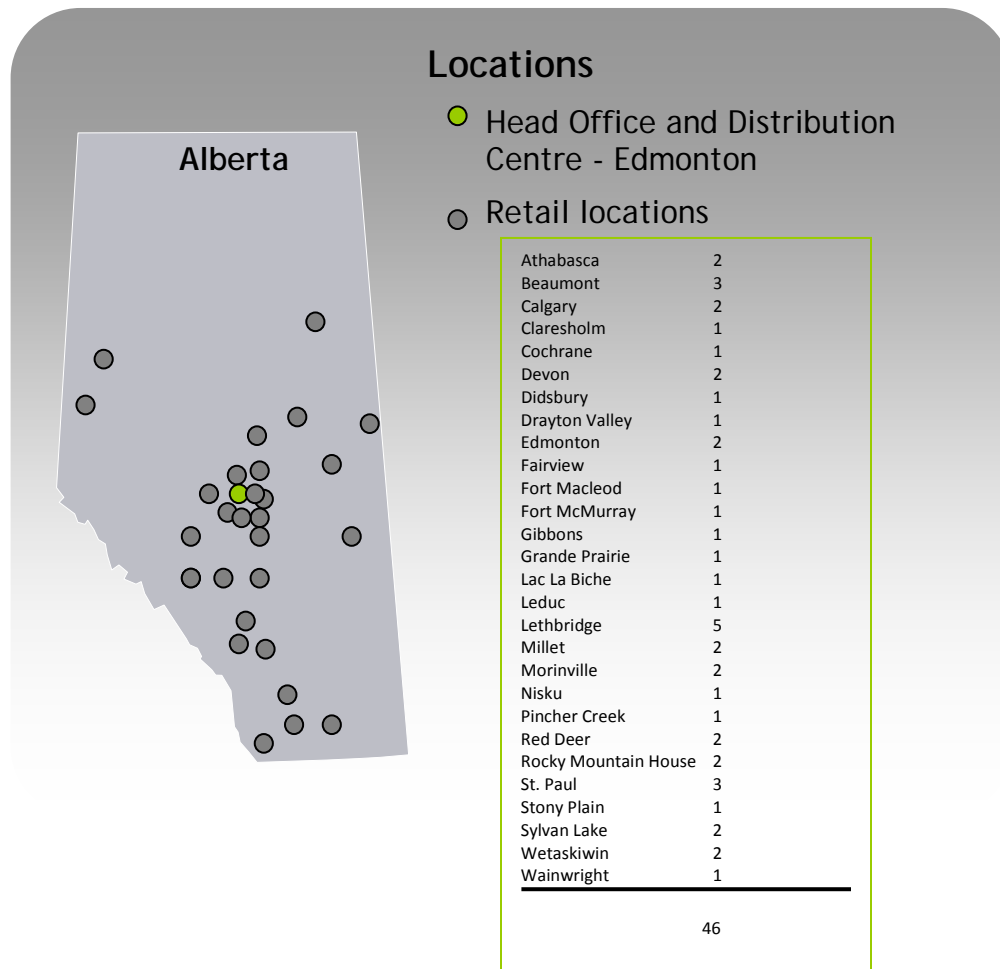 Locations
Head Office and Distribution
Centre - Edmonton
Retail locations
Alberta
Athabasca 2
Beaumont 3
Calgary 2
Claresholm 1
Cochrane 1
Devon 2
Didsbury 1
Drayton Valley 1
Edmonton 2
Fairview 1
Fort Macleod 1
Fort McMurray 1
Gibbons 1
Grande Prairie 1
Lac La Biche 1
Leduc 1
Lethbridge 5
Millet 2
Morinville 2
Nisku 1
Pincher Creek 1
Red Deer 2
Rocky Mountain House 2
St. Paul 3
Stony Plain 1
Sylvan Lake 2
Wetaskiwin 2
Wainwright 1
46